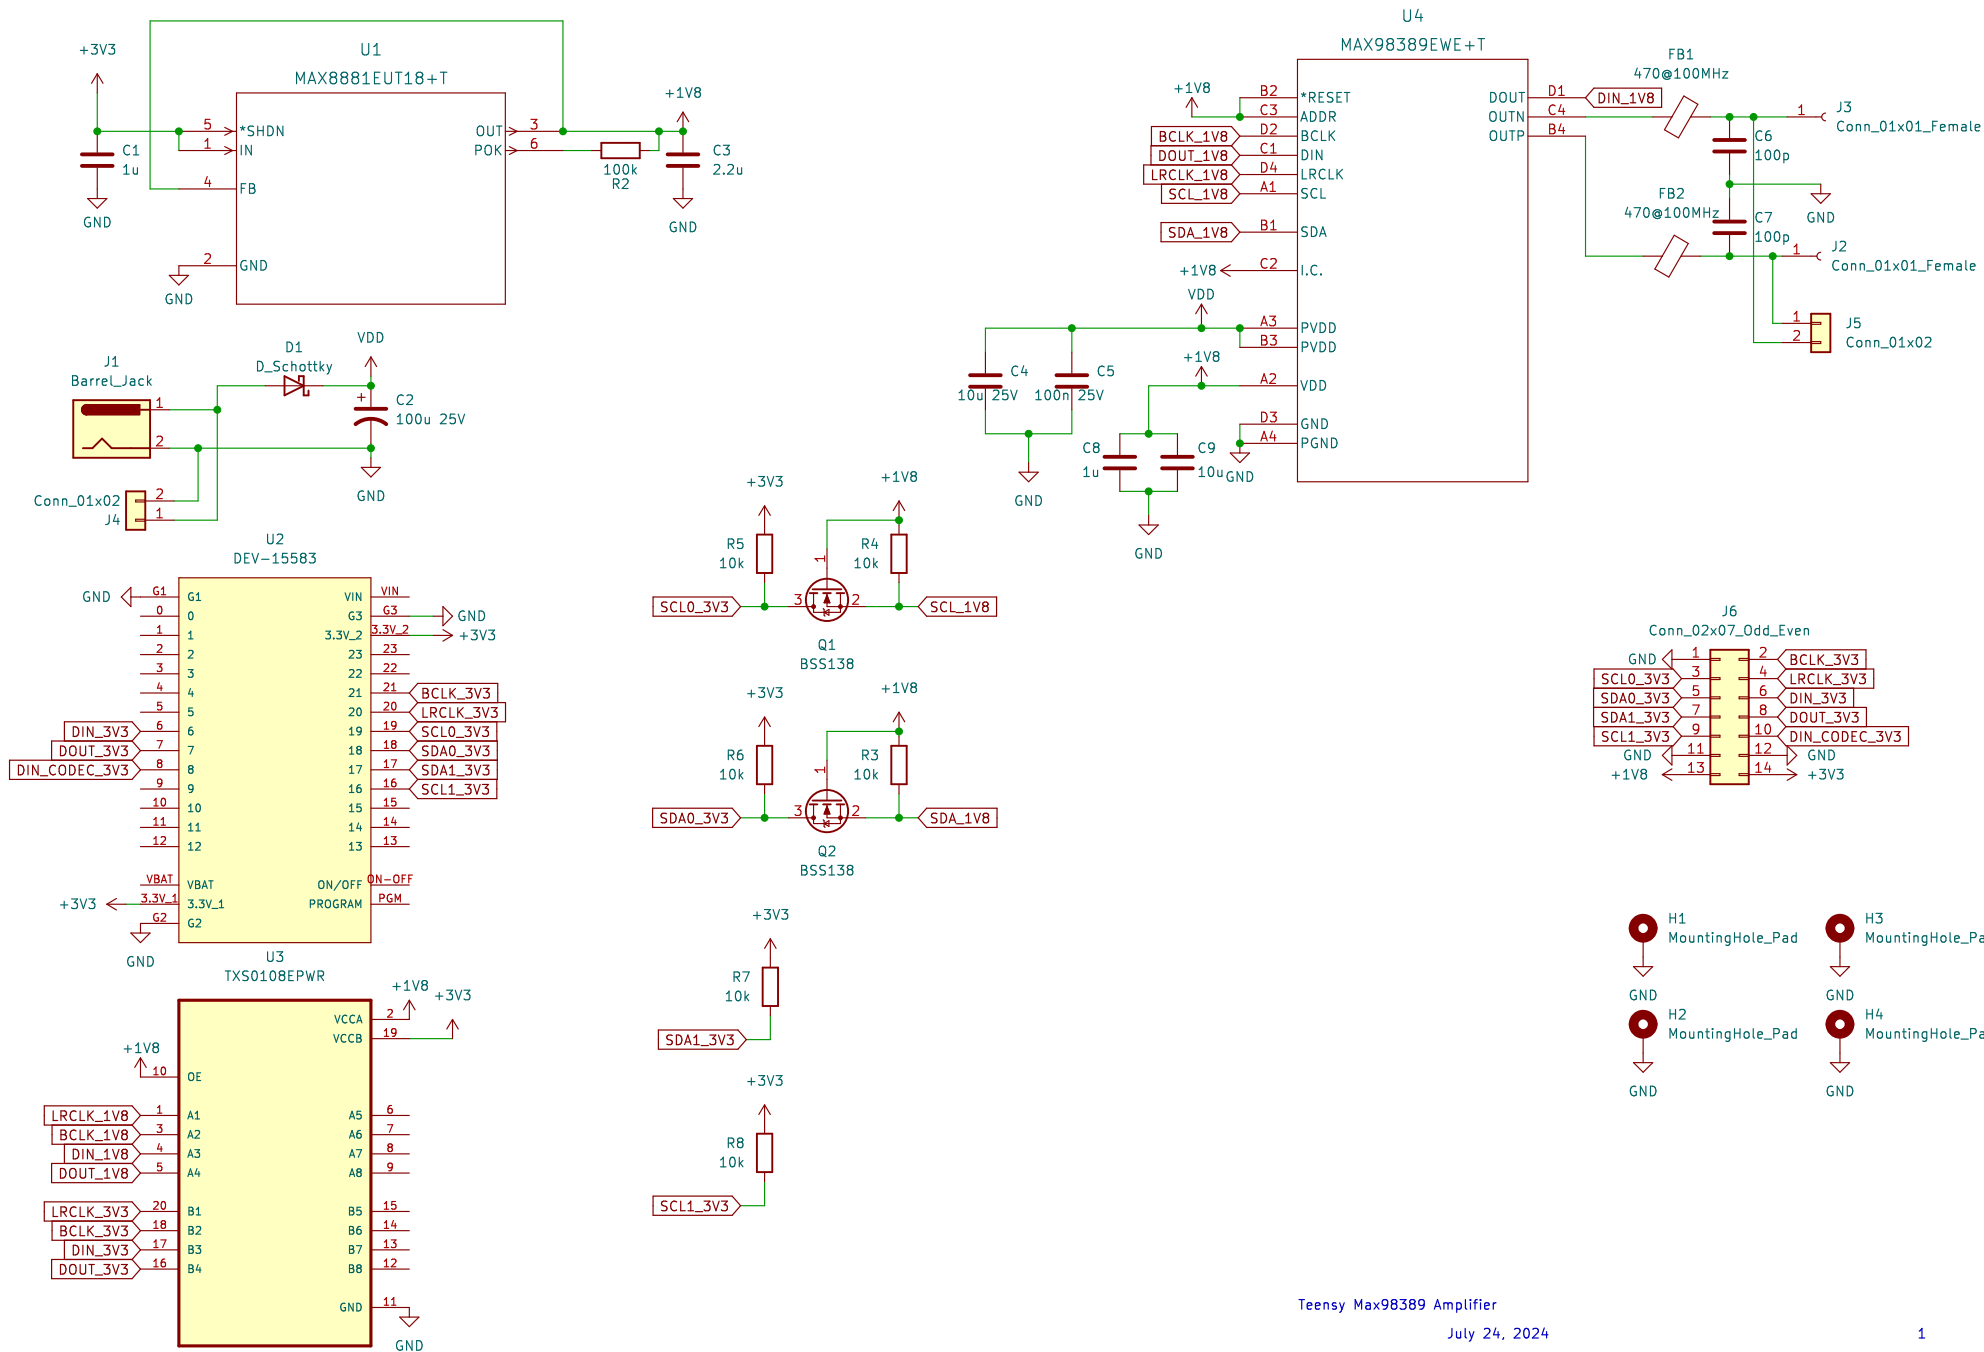 +3V3
U1
MAX8881EUT18+T
5 *SHDN
1 IN
4 FB
2 GND
OUT 3
POK 6
C1
1u
GND
GND
100k
R2
+1V8
C3
2.2u
GND
J1
Barrel_Jack
1
2
D1
D_Schottky
VDD
+
C2
100u 25V
GND
Conn_01x02
J4
2
1
U2
DEV-15583
GND G1 G1
0 0
1 1
2 2
3 3
4 4
5 5
DIN_3V3 6 6
DOUT_3V3 7 7
DIN_CODEC_3V3 8 8
9 9
10 10
11 11
12 12
VBAT VBAT
+3V3 3.3V_1 3.3V_1
G2 G2
GND
VIN VIN
G3 G3 GND
3.3V_2 3.3V_2 +3V3
23 23
22 22
21 21 BCLK_3V3
20 20 LRCLK_3V3
19 19 SCL0_3V3
18 18 SDA0_3V3
17 17 SDA1_3V3
16 16 SCL1_3V3
15 15
14 14
13 13
ON/OFF ON-OFF
PROGRAM PGM
U3
TXS0108EPWR
+1V8
+3V3
VCCA 2
VCCB 19
+1V8
10 OE
LRCLK_1V8 1 A1
BCLK_1V8 3 A2
DIN_1V8 4 A3
DOUT_1V8 5 A4
LRCLK_3V3 20 B1
BCLK_3V3 18 B2
DIN_3V3 17 B3
DOUT_3V3 16 B4
A5 6
A6 7
A7 8
A8 9
B5 15
B6 14
B7 13
B8 12
GND 11
GND
+3V3
+1V8
R5
10k
R4
10k
SCL0_3V3 3 1 2 SCL_1V8
Q1
BSS138
+3V3
+1V8
R6
10k
R3
10k
SDA0_3V3 3 1 2 SDA_1V8
Q2
BSS138
+3V3
R7
10k
SDA1_3V3
+3V3
R8
10k
SCL1_3V3
U4
MAX98389EWE+T
+1V8
B2 *RESET
C3 ADDR
BCLK_1V8 D2 BCLK
DOUT_1V8 C1 DIN
LRCLK_1V8 D4 LRCLK
SCL_1V8 A1 SCL
SDA_1V8 B1 SDA
+1V8 C2 I.C.
VDD
A3 PVDD
B3 PVDD
+1V8
A2 VDD
D3 GND
A4 PGND
GND
C4
10u 25V
C5
100n 25V
GND
C8
1u
C9
10u
GND
DOUT D1 DIN_1V8
OUTN C4
OUTP B4
FB1
470@100MHz
FB2
470@100MHz
C6
100p
C7
100p
GND
1 J3
Conn_01x01_Female
1 J2
Conn_01x01_Female
1 J5
2 Conn_01x02
J6
Conn_02x07_Odd_Even
GND 1 2 BCLK_3V3
SCL0_3V3 3 4 LRCLK_3V3
SDA0_3V3 5 6 DIN_3V3
SDA1_3V3 7 8 DOUT_3V3
SCL1_3V3 9 10 DIN_CODEC_3V3
GND 11 12 GND
+1V8 13 14 +3V3
H1
MountingHole_Pad
GND
H3
MountingHole_Pa
GND
H2
MountingHole_Pad
GND
H4
MountingHole_Pa
GND
Teensy Max98389 Amplifier
July 24, 2024
1